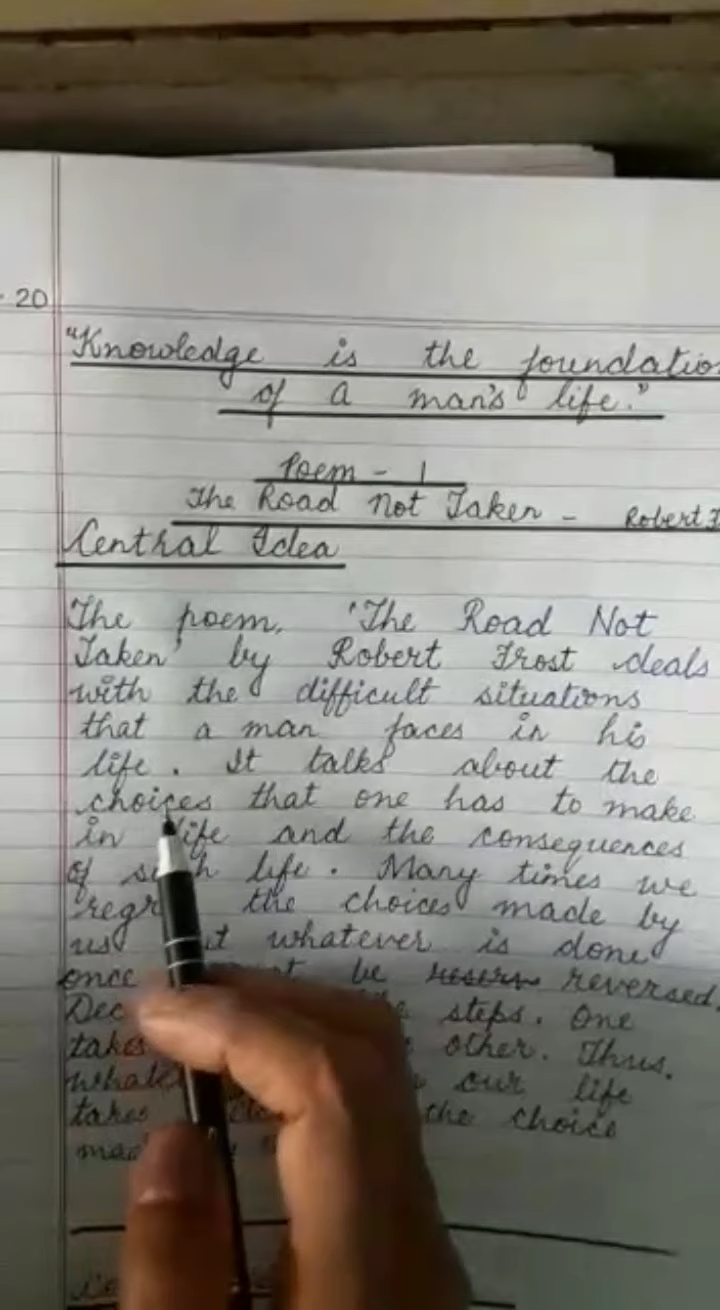 20
"Knowledge is the foundation
of a man's life."
Poem - 1
The Road Not Taken - Robert
Central Idea
The poem, 'The Road Not
Taken' by Robert Frost deals
with the difficult situations
that a man faces in his
life. It talks about the
choices that one has to make
in life and the consequences
of such life. Many times we
regret the choices made by
us whatever is done
once be reversed.
steps. One
takes other. Thus,
our life
takes the choice